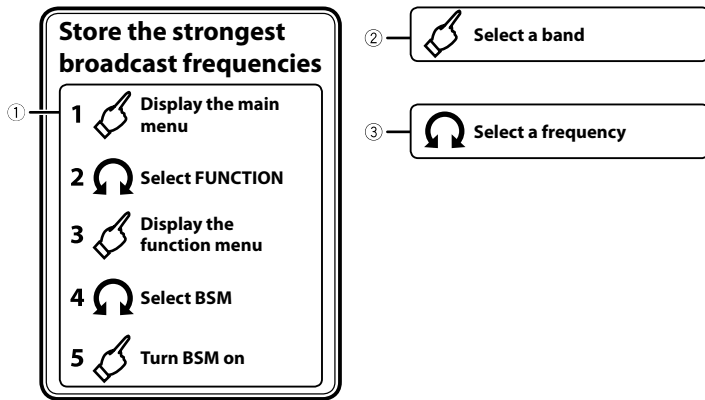 Store the strongest
broadcast frequencies
①
1 Display the main
menu
2 Select FUNCTION
3 Display the
function menu
4 Select BSM
5 Turn BSM on
② Select a band
③ Select a frequency